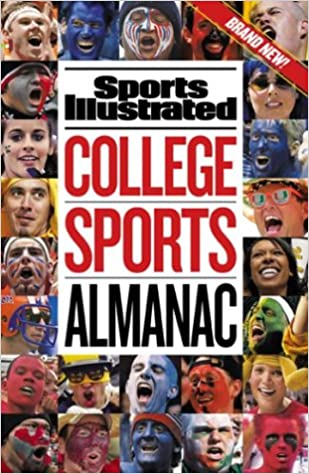 BRAND NEW!
Sports
Illustrated
COLLEGE
SPORTS
ALMANAC